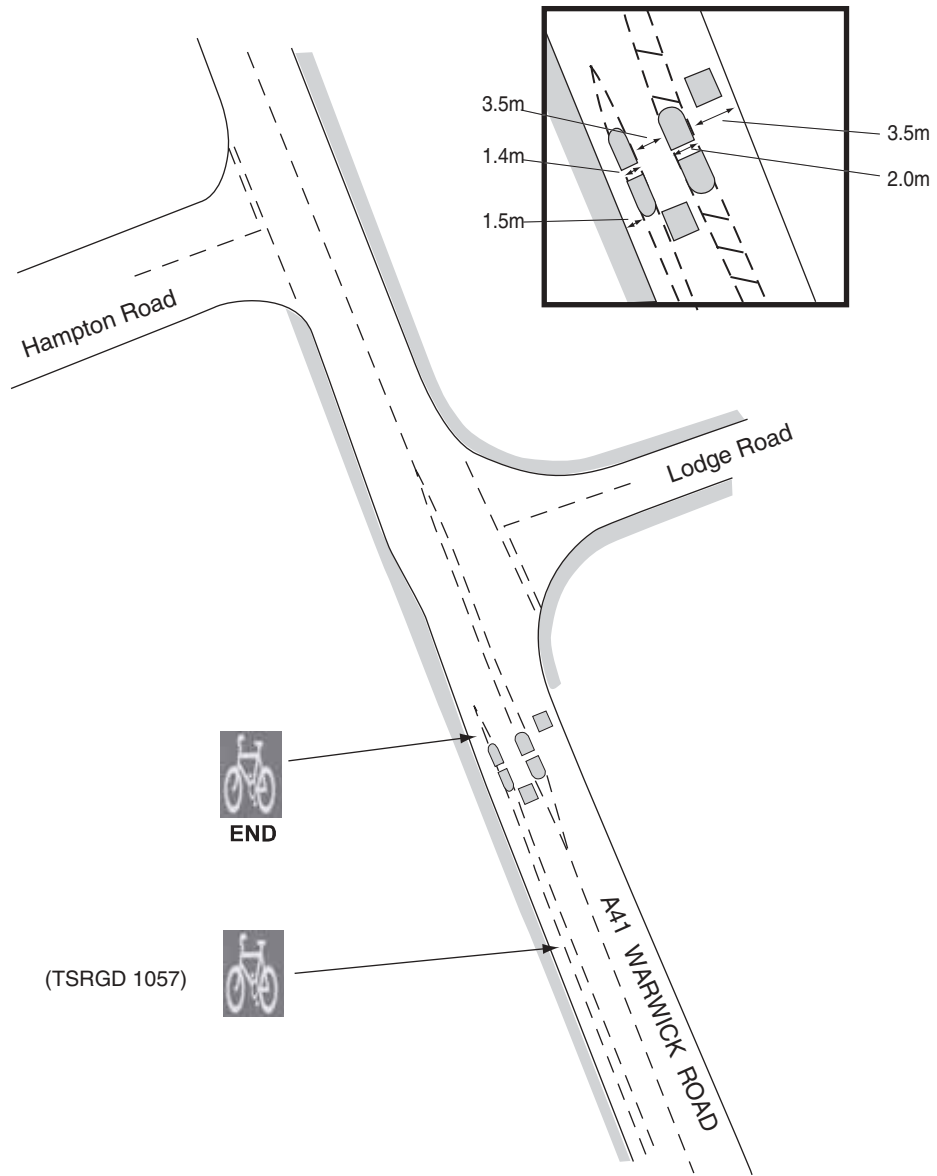 3.5m
1.4m
1.5m
3.5m
2.0m
Hampton Road
Lodge Road
END
(TSRGD 1057)
A41 WARWICK ROAD